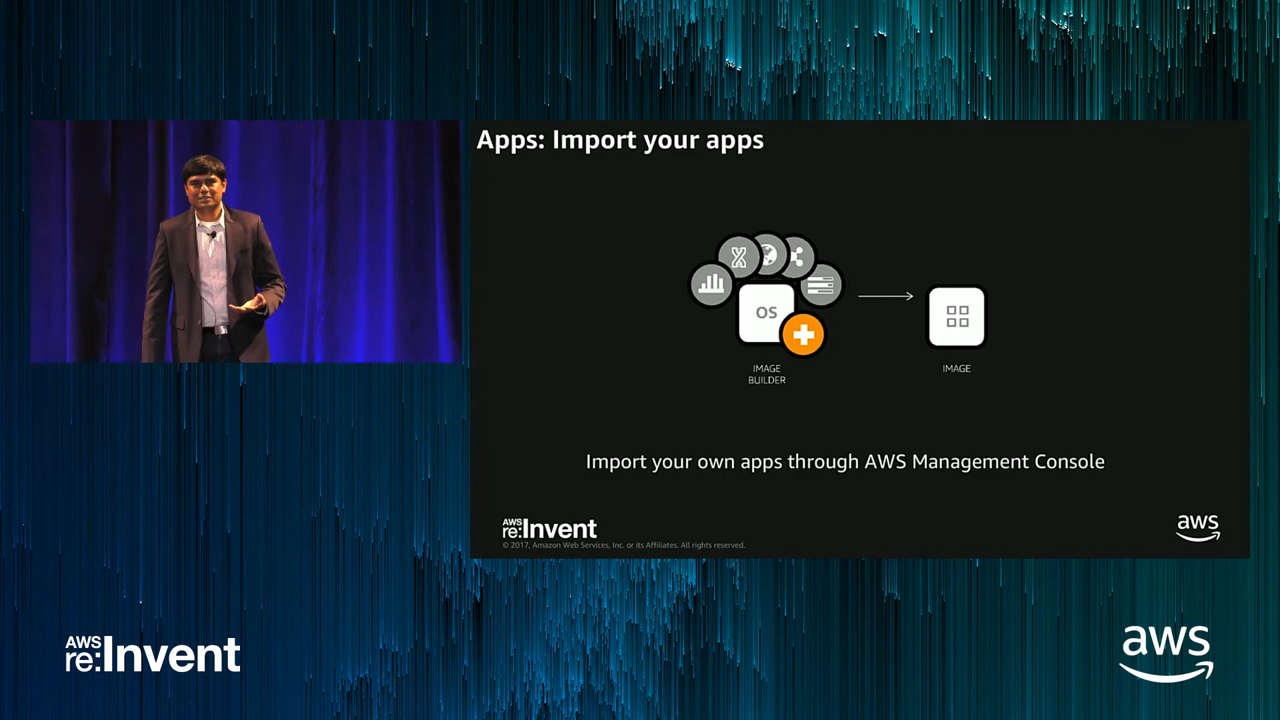 Apps: Import your apps
OS
IMAGE
BUILDER
IMAGE
Import your own apps through AWS Management Console
AWS
re:Invent
© 2017, Amazon Web Services, Inc. or its Affiliates. All rights reserved.
aws
AWS
re:Invent
aws